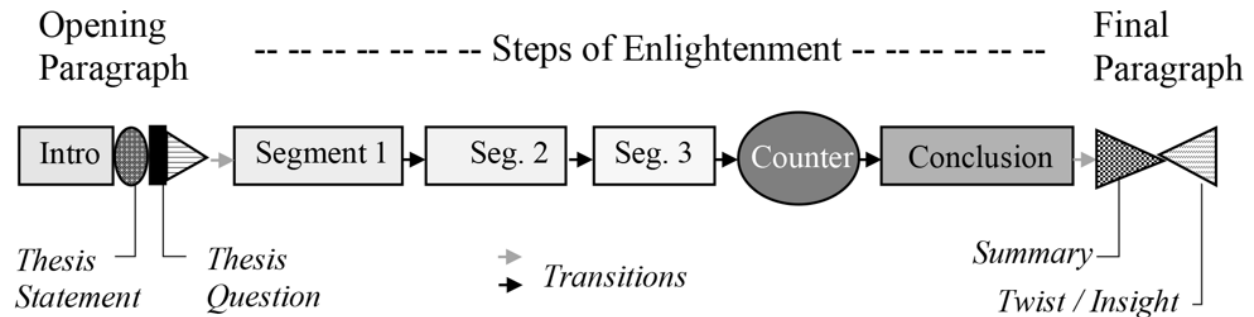 Opening
Paragraph
-- -- -- -- -- -- -- Steps of Enlightenment -- -- -- -- -- -- --
Final
Paragraph
Intro
Segment 1
Seg. 2
Seg. 3
Counter
Conclusion
Thesis
Statement
Thesis
Question
Transitions
Summary
Twist / Insight